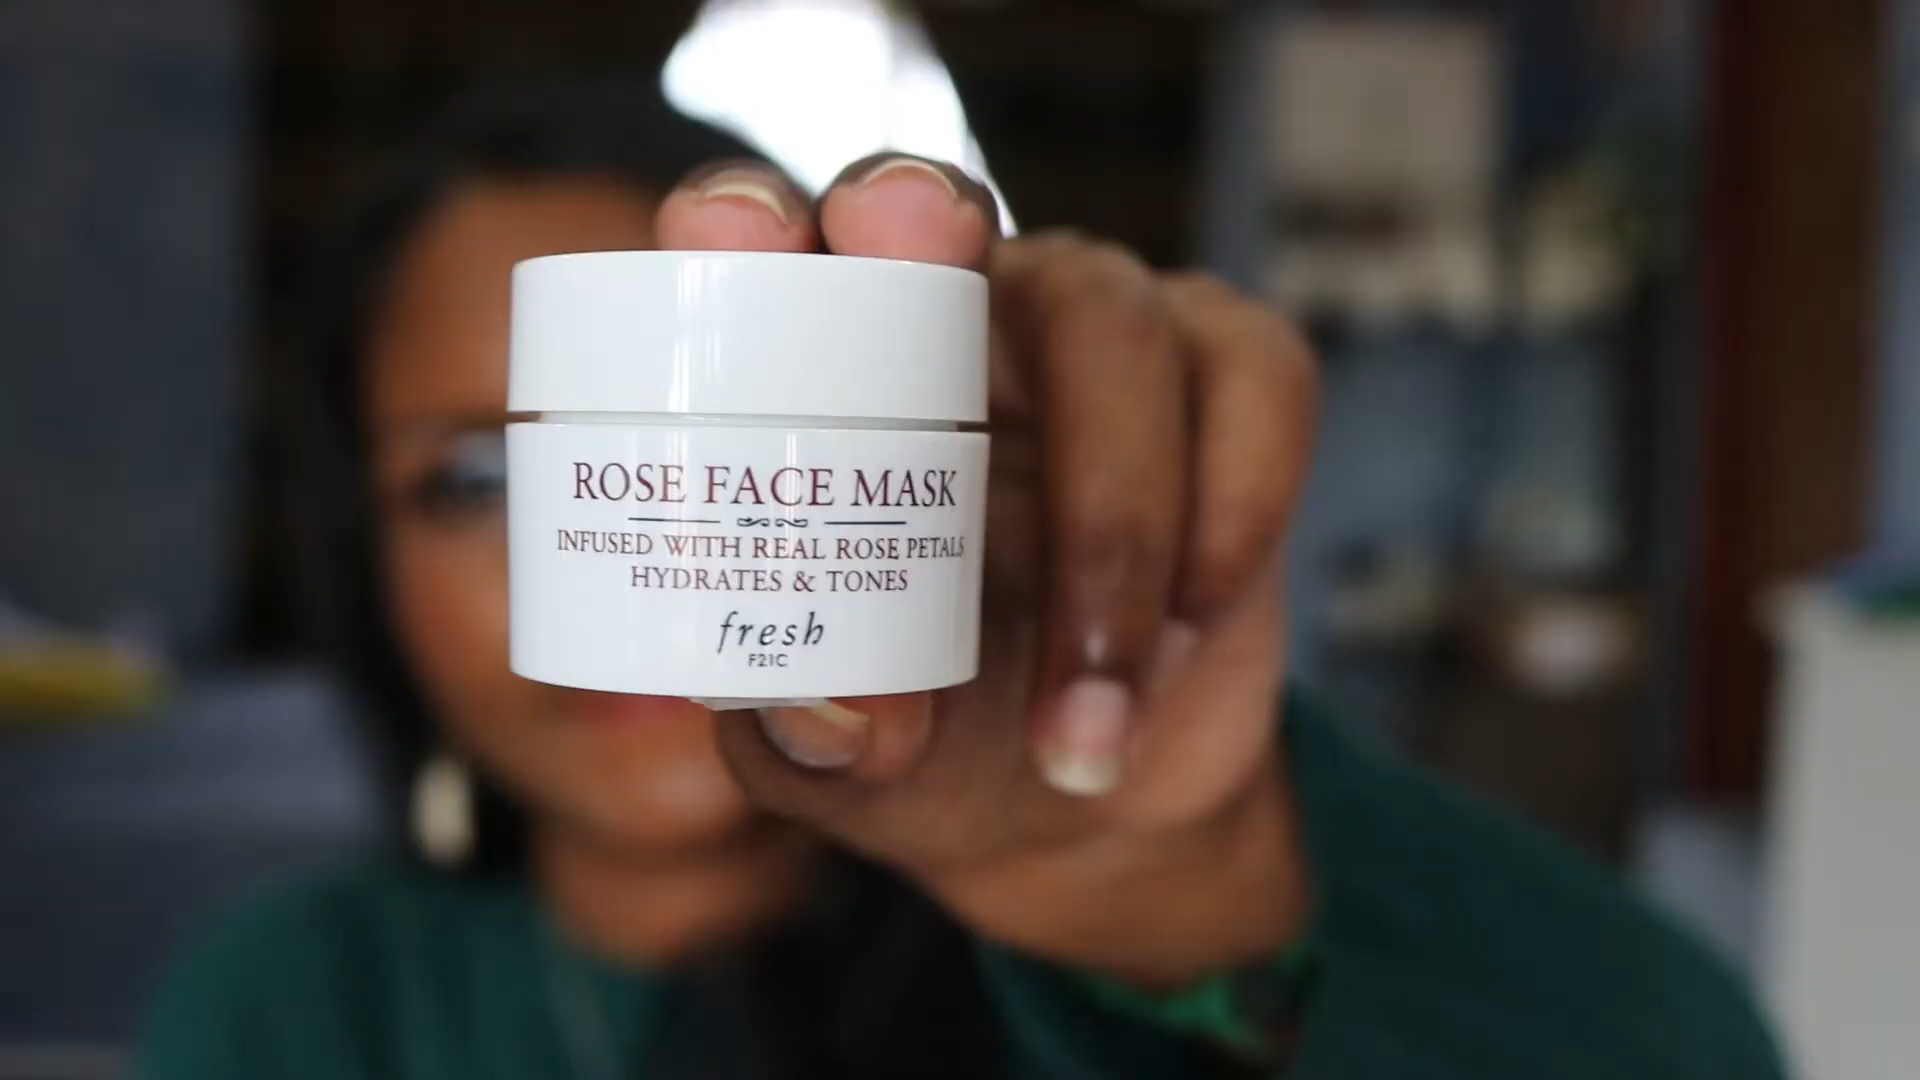 ROSE FACE MASK
INFUSED WITH REAL ROSE PETALS
HYDRATES & TONES
fresh
F21C